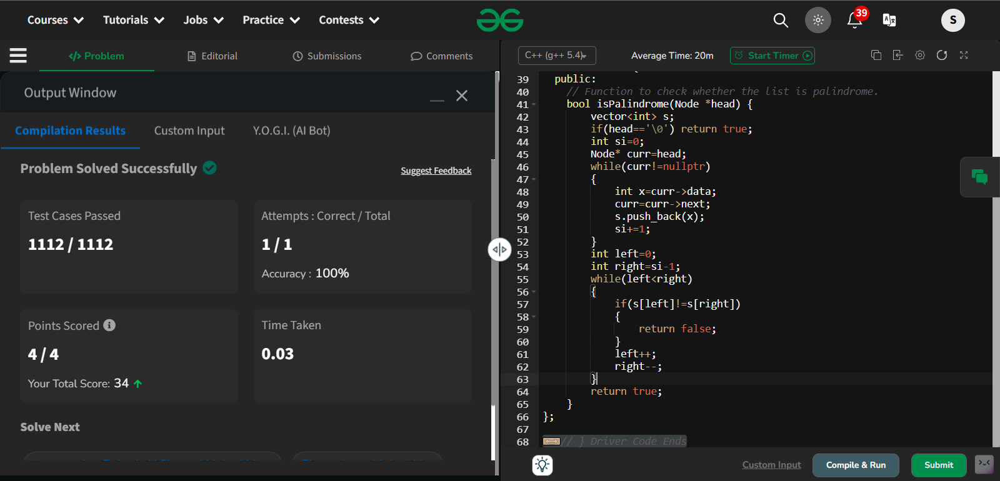 Courses Tutorials Jobs Practice Contests 39 S
Problem Editorial Submissions Comments
C++ (g++ 5.4) Average Time: 20m Start Timer
Output Window
Compilation Results Custom Input Y.O.G.I. (AI Bot)
Problem Solved Successfully
Suggest Feedback
Test Cases Passed
1112 / 1112
Attempts : Correct / Total
1 / 1
Accuracy : 100%
Points Scored
4 / 4
Your Total Score: 34
Time Taken
0.03
Solve Next
39 public:
40 // Function to check whether the list is palindrome.
41 bool isPalindrome(Node *head) {
42 vector<int> s;
43 if(head=='\0') return true;
44 int si=0;
45 Node* curr=head;
46 while(curr!=nullptr)
47 {
48 int x=curr->data;
49 curr=curr->next;
50 s.push_back(x);
51 si+=1;
52 }
53 int left=0;
54 int right=si-1;
55 while(left<right)
56 {
57 if(s[left]!=s[right])
58 {
59 return false;
60 }
61 left++;
62 right--;
63 }
64 return true;
65 }
66 };
67
68 // } Driver Code Ends
Custom Input Compile & Run Submit